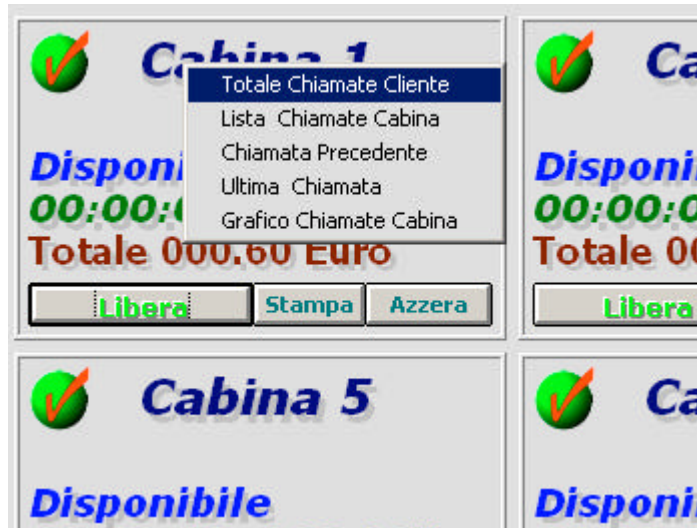 Cabina 1
Totale Chiamate Cliente
Lista Chiamate Cabina
Chiamata Precedente
Ultima Chiamata
Grafico Chiamate Cabina
Totale 000.60 Euro
Libera Stampa Azzera
Totale
Libera
Cabina 5
Disponibile